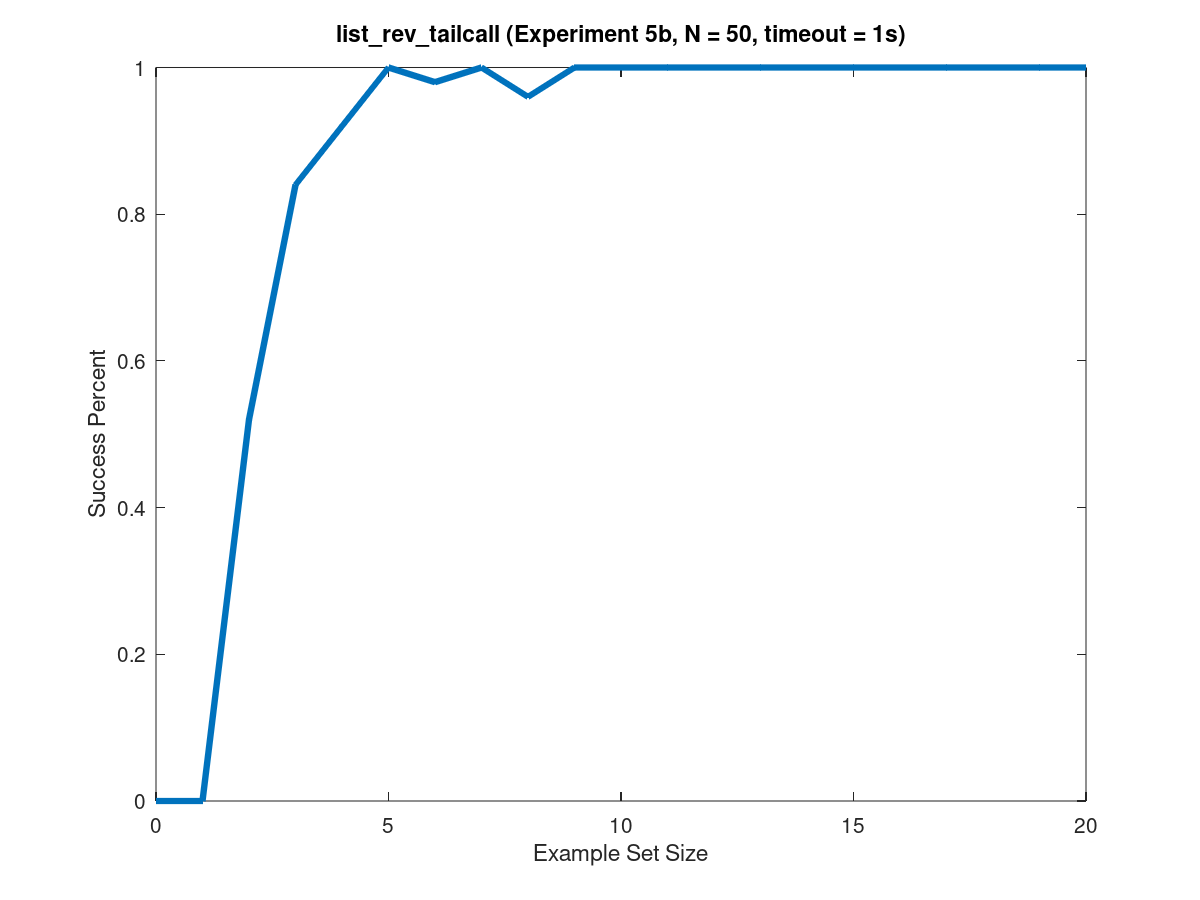 list_rev_tailcall (Experiment 5b, N = 50, timeout = 1s)
1
0.8
0.6
0.4
0.2
0
Success Percent
0 5 10 15 20
Example Set Size